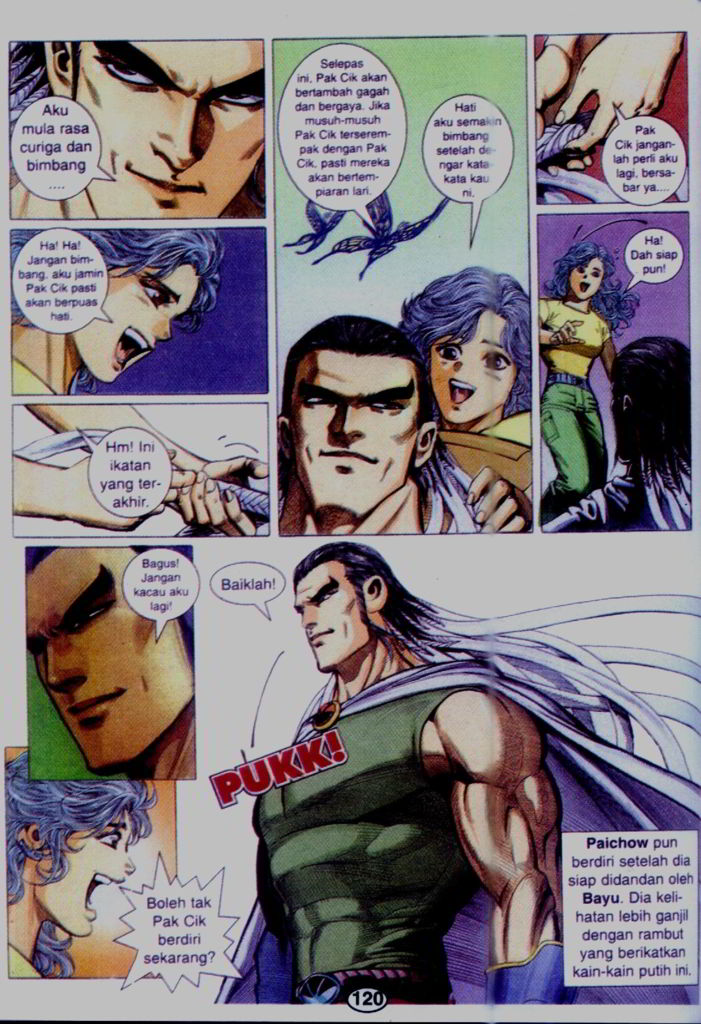 Aku
mula rasa
curiga dan
bimbang
....
Ha! Ha!
Jangan bim-
bang, aku jamin
Pak Cik pasti
akan berpuas
hati.
Hm! Ini
ikatan
yang ter-
akhir.
Selepas
ini, Pak Cik akan
bertambah gagah
dan bergaya. Jika
musuh-musuh
Pak Cik terserem-
pak dengan Pak
Cik, pasti mereka
akan bertem-
piaran lari.
Hati
aku semakin
bimbang
setelah de-
ngar kata-
kata kau
ni.
Pak
Cik jangan-
lah perli aku
lagi, bersa-
bar ya....
Ha!
Dah siap
pun!
Bagus!
Jangan
kacau aku
lagi!
Baiklah!
PUKK!
Boleh tak
Pak Cik
berdiri
sekarang?
Paichow pun
berdiri setelah dia
siap didandan oleh
Bayu. Dia keli-
hatan lebih ganjil
dengan rambut
yang berikatkan
kain-kain putih ini.
120